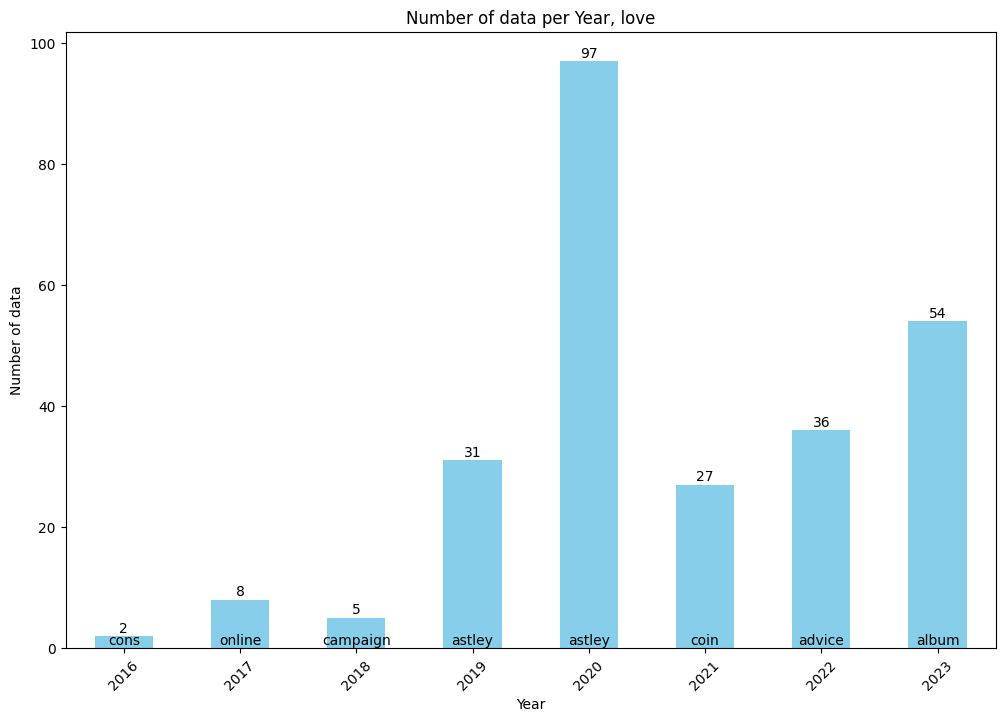 Number of data per Year, love
Number of data
100
80
60
40
20
0
2
8
5
31
97
27
36
54
cons
online
campaign
astley
astley
coin
advice
album
2016
2017
2018
2019
2020
2021
2022
2023
Year